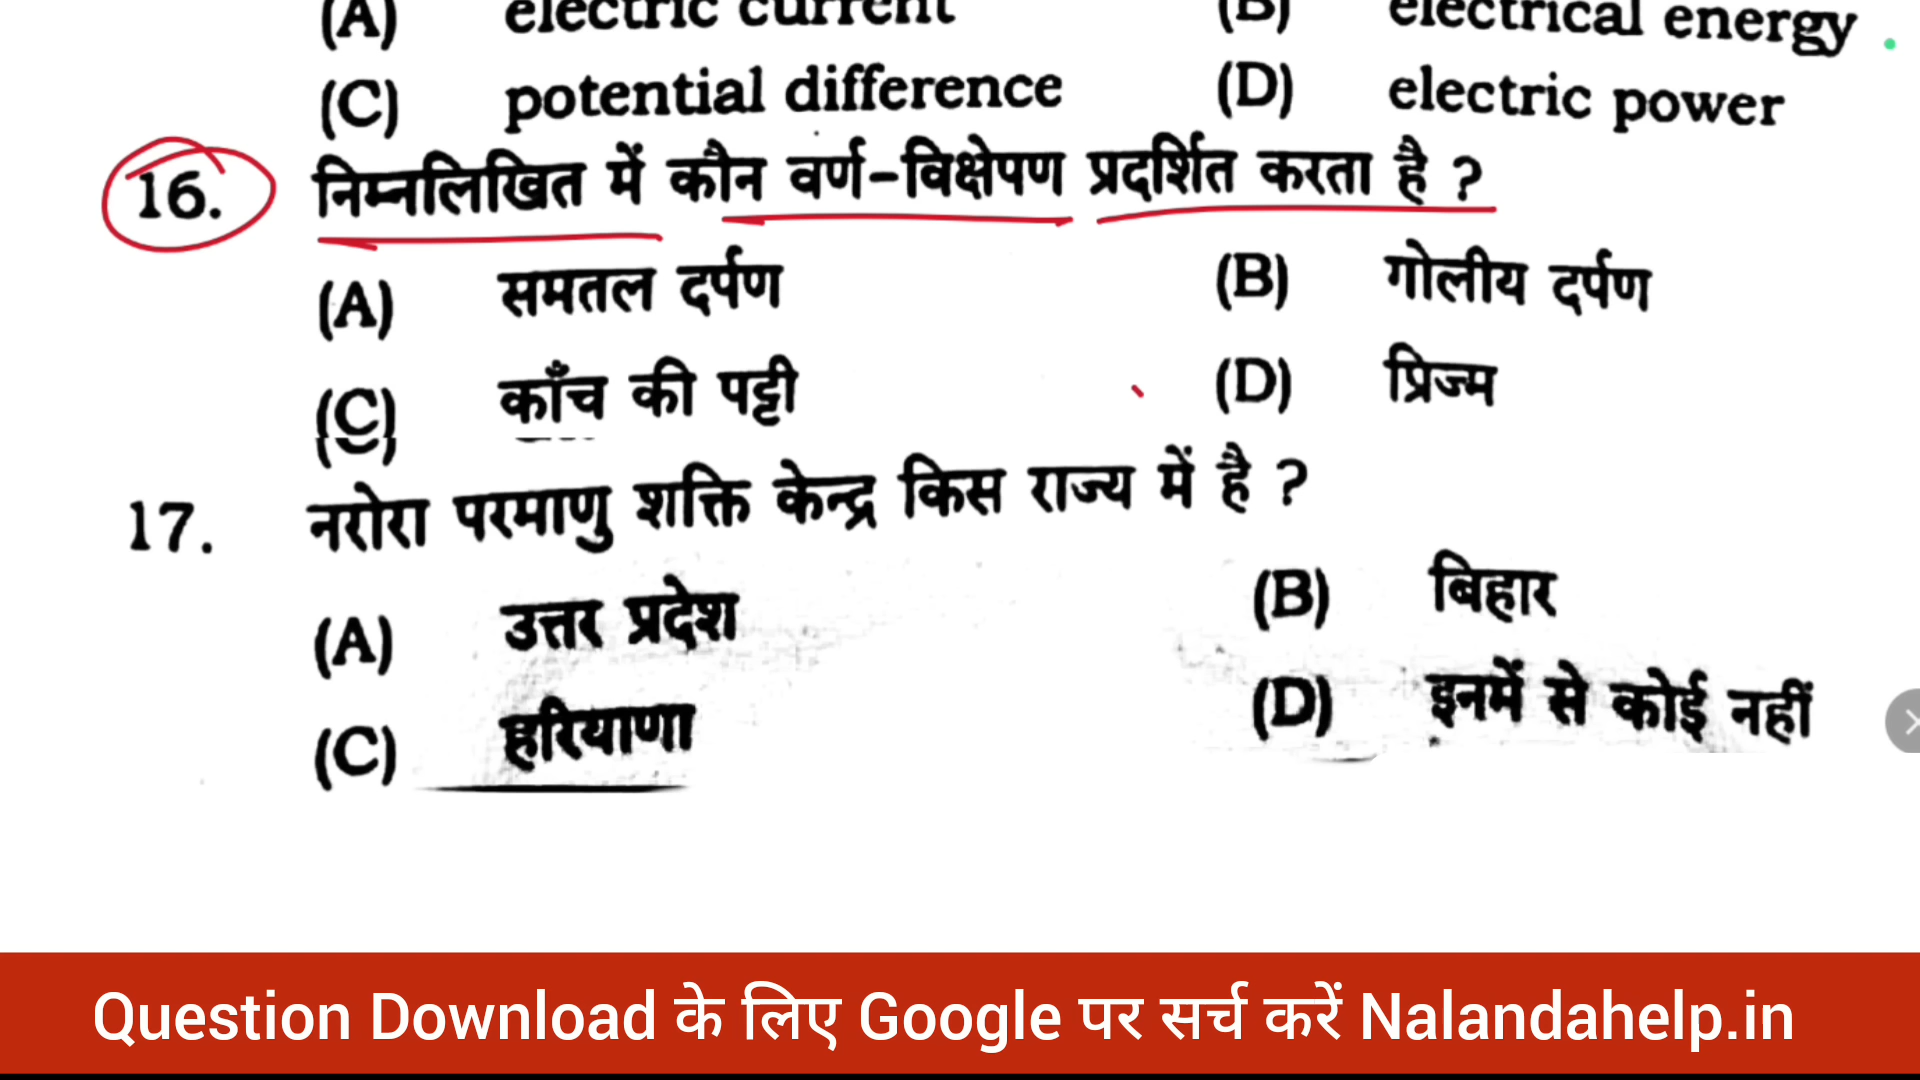 (A) electric current (B) electrical energy
(C) potential difference (D) electric power
16. निम्नलिखित में कौन वर्ण-विक्षेपण प्रदर्शित करता है ?
(A) समतल दर्पण (B) गोलीय दर्पण
(C) काँच की पट्टी (D) प्रिज्म
17. नरोरा परमाणु शक्ति केन्द्र किस राज्य में है ?
(A) उत्तर प्रदेश (B) बिहार
(C) हरियाणा (D) इनमें से कोई नहीं
Question Download के लिए Google पर सर्च करें Nalandahelp.in